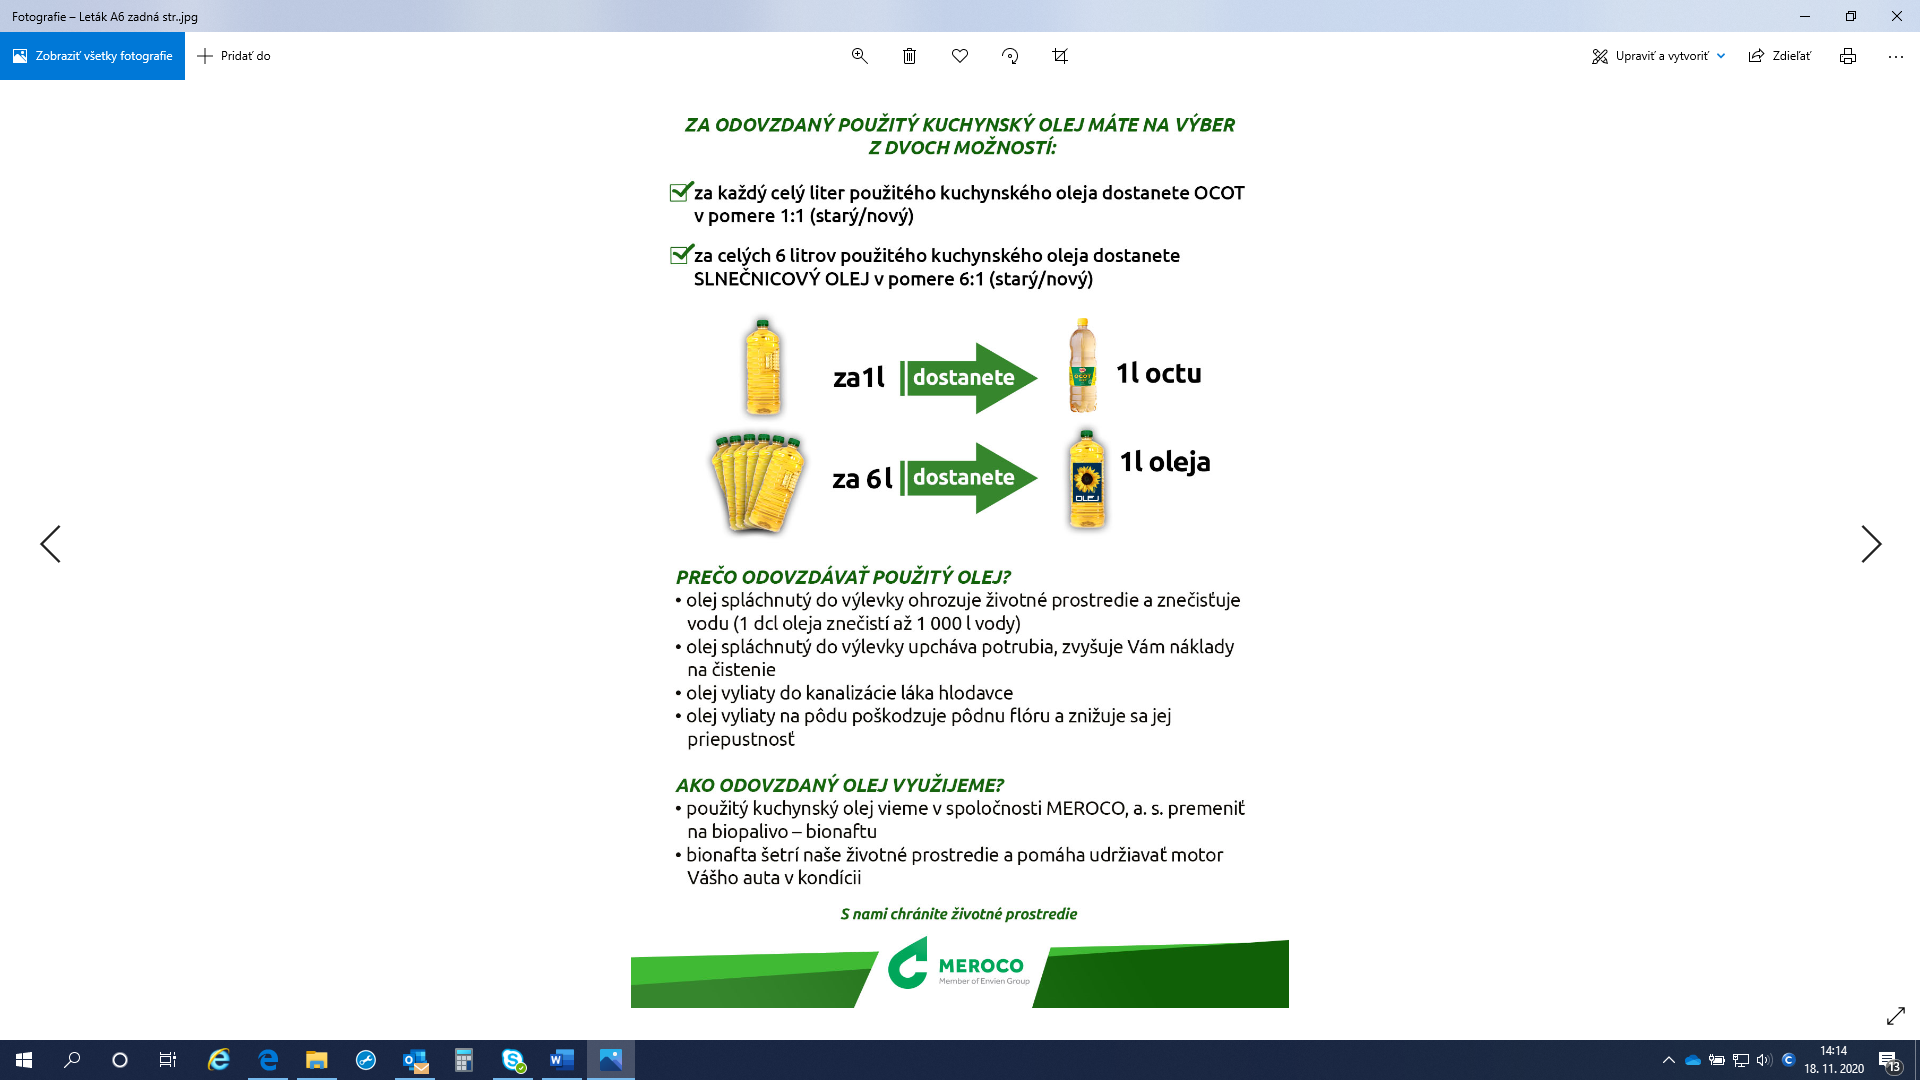 Fotografie – Leták A6 zadná str..jpg
Zobraziť všetky fotografie
Pridať do
Upraviť a vytvoriť
Zdieľať
ZA ODOVZDANÝ POUŽITÝ KUCHYNSKÝ OLEJ MÁTE NA VÝBER
Z DVOCH MOŽNOSTÍ:
za každý celý liter použitého kuchynského oleja dostanete OCOT
v pomere 1:1 (starý/nový)
za celých 6 litrov použitého kuchynského oleja dostanete
SLNEČNICOVÝ OLEJ v pomere 6:1 (starý/nový)
za1l
dostanete
OCOT
1l octu
za 6l
dostanete
OLEJ
1l oleja
PREČO ODOVZDÁVAŤ POUŽITÝ OLEJ?
• olej spláchnutý do výlevky ohrozuje životné prostredie a znečisťuje
vodu (1 dcl oleja znečistí až 1 000 l vody)
• olej spláchnutý do výlevky upcháva potrubia, zvyšuje Vám náklady
na čistenie
• olej vyliaty do kanalizácie láka hlodavce
• olej vyliaty na pôdu poškodzuje pôdnu flóru a znižuje sa jej
priepustnosť
AKO ODOVZDANÝ OLEJ VYUŽIJEME?
• použitý kuchynský olej vieme v spoločnosti MEROCO, a. s. premeniť
na biopalivo – bionaftu
• bionafta šetrí naše životné prostredie a pomáha udržiavať motor
Vášho auta v kondícii
S nami chránite životné prostredie
MEROCO
Member of Envien Group
14:14
18. 11. 2020
13